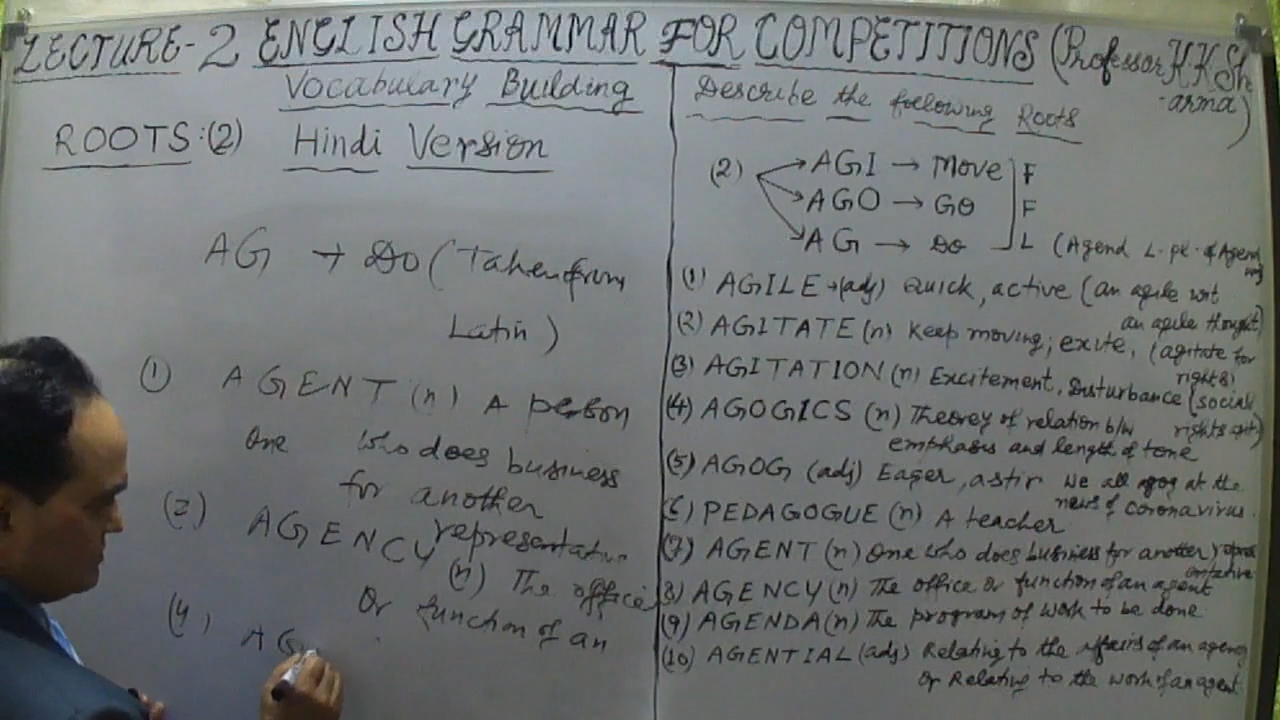 LECTURE-2 ENGLISH GRAMMAR FOR COMPETITIONS (Professor K K Sh
arma)
Vocabulary Building
ROOTS:(2) Hindi Version
AG → Do (Taken from
Latin)
(1) AGENT (n) A person
one who does business
for another
representative
(2) AGENCY
(n) The office
Or function of an
(4) AG
Describe the following Roots
(2) AGI → Move F
AGO → GO F
AG → DO L (Agend L. pl. of Agend
(1) AGILE → (adj) Quick, active (an agile wit
an agile thought)
(2) AGITATE (n) Keep moving; excite, (agitate for
rights)
(3) AGITATION (n) Excitement, Disturbance (social
rights
(4) AGOGICS (n) Theorey of relation b/w
emphasis and length of tone
(5) AGOG (adj) Eager, astir We all agog at the
news of coronavirus.
(6) PEDAGOGUE (n) A teacher
(7) AGENT (n) One who does business for another,
(8) AGENCY (n) The office Or function of an agent
(9) AGENDA (n) The program of work to be done
(10) AGENTIAL (adj) Relating to the affairs of an agency
Or Relating to the work of an agent